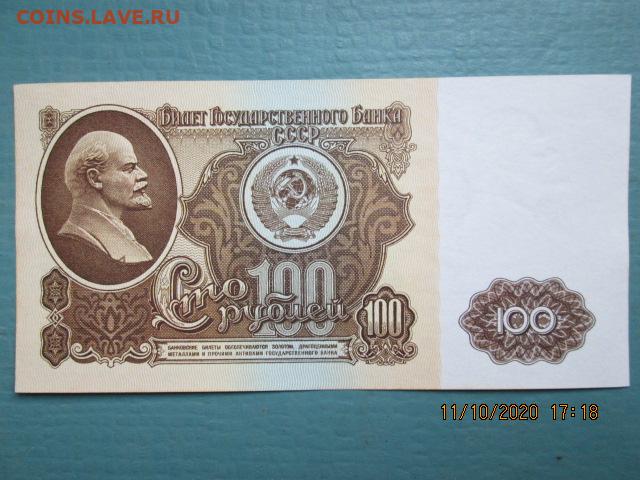 COINS.LAVE.RU
Билет Государственного Банка
СССР
Сто 100
рублей
100
100
БАНКОВСКИЕ БИЛЕТЫ ОБЕСПЕЧИВАЮТСЯ ЗОЛОТОМ, ДРАГОЦЕННЫМИ
МЕТАЛЛАМИ И ПРОЧИМИ АКТИВАМИ ГОСУДАРСТВЕННОГО БАНКА
11/10/2020 17:18